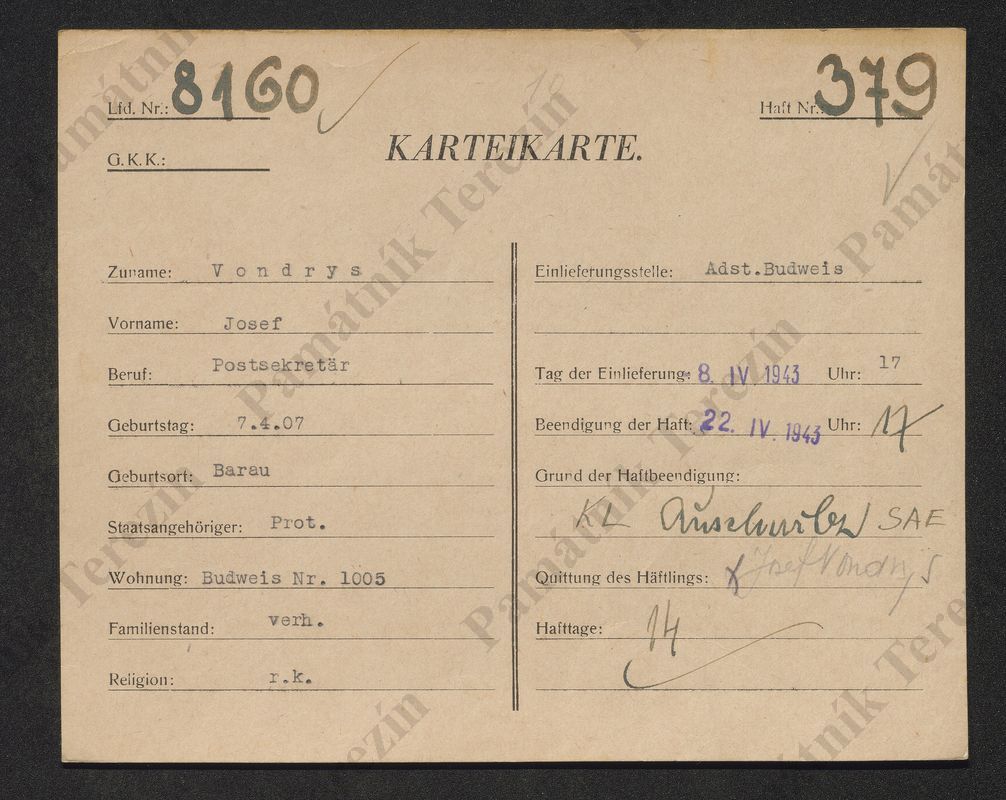 Lfd. Nr.: 8160
Haft Nr.: 379
G. K. K.:
KARTEIKARTE.
Zuname: Vondrys
Vorname: Josef
Beruf: Postsekretär
Geburtstag: 7.4.07
Geburtsort: Barau
Staatsangehöriger: Prot.
Wohnung: Budweis Nr. 1005
Familienstand: verh.
Religion: r.k.
Einlieferungsstelle: Adst.Budweis
Tag der Einlieferung: 8. IV. 1943 Uhr: 17
Beendigung der Haft: 22. IV. 1943 Uhr: 17
Grund der Haftbeendigung:
KL Auschwitz SAE
Quittung des Häftlings: Josef Vondrys
Hafttage: 14
Památník Terezín